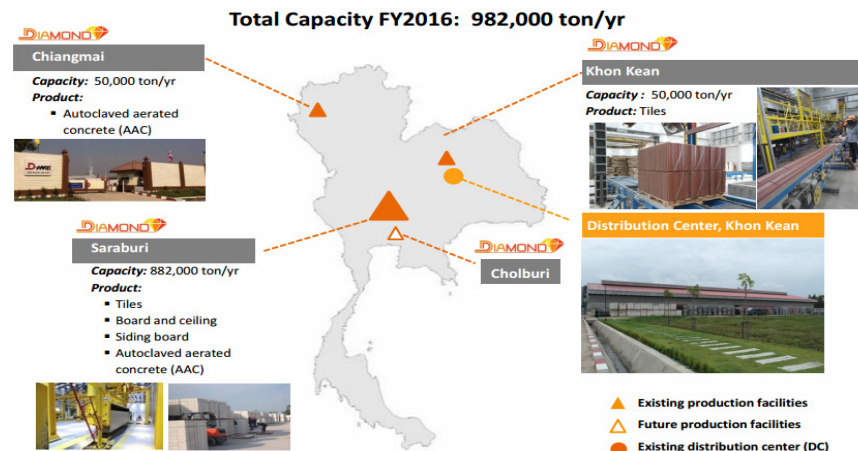 Total Capacity FY2016: 982,000 ton/yr
DIAMOND
Chiangmai
Capacity: 50,000 ton/yr
Product:
▪ Autoclaved aerated
concrete (AAC)
DIAMOND
Khon Kean
Capacity : 50,000 ton/yr
Product: Tiles
Distribution Center, Khon Kean
DIAMOND
Saraburi
Capacity: 882,000 ton/yr
Product:
▪ Tiles
▪ Board and ceiling
▪ Siding board
▪ Autoclaved aerated
concrete (AAC)
DIAMOND
Cholburi
Existing production facilities
Future production facilities
Existing distribution center (DC)